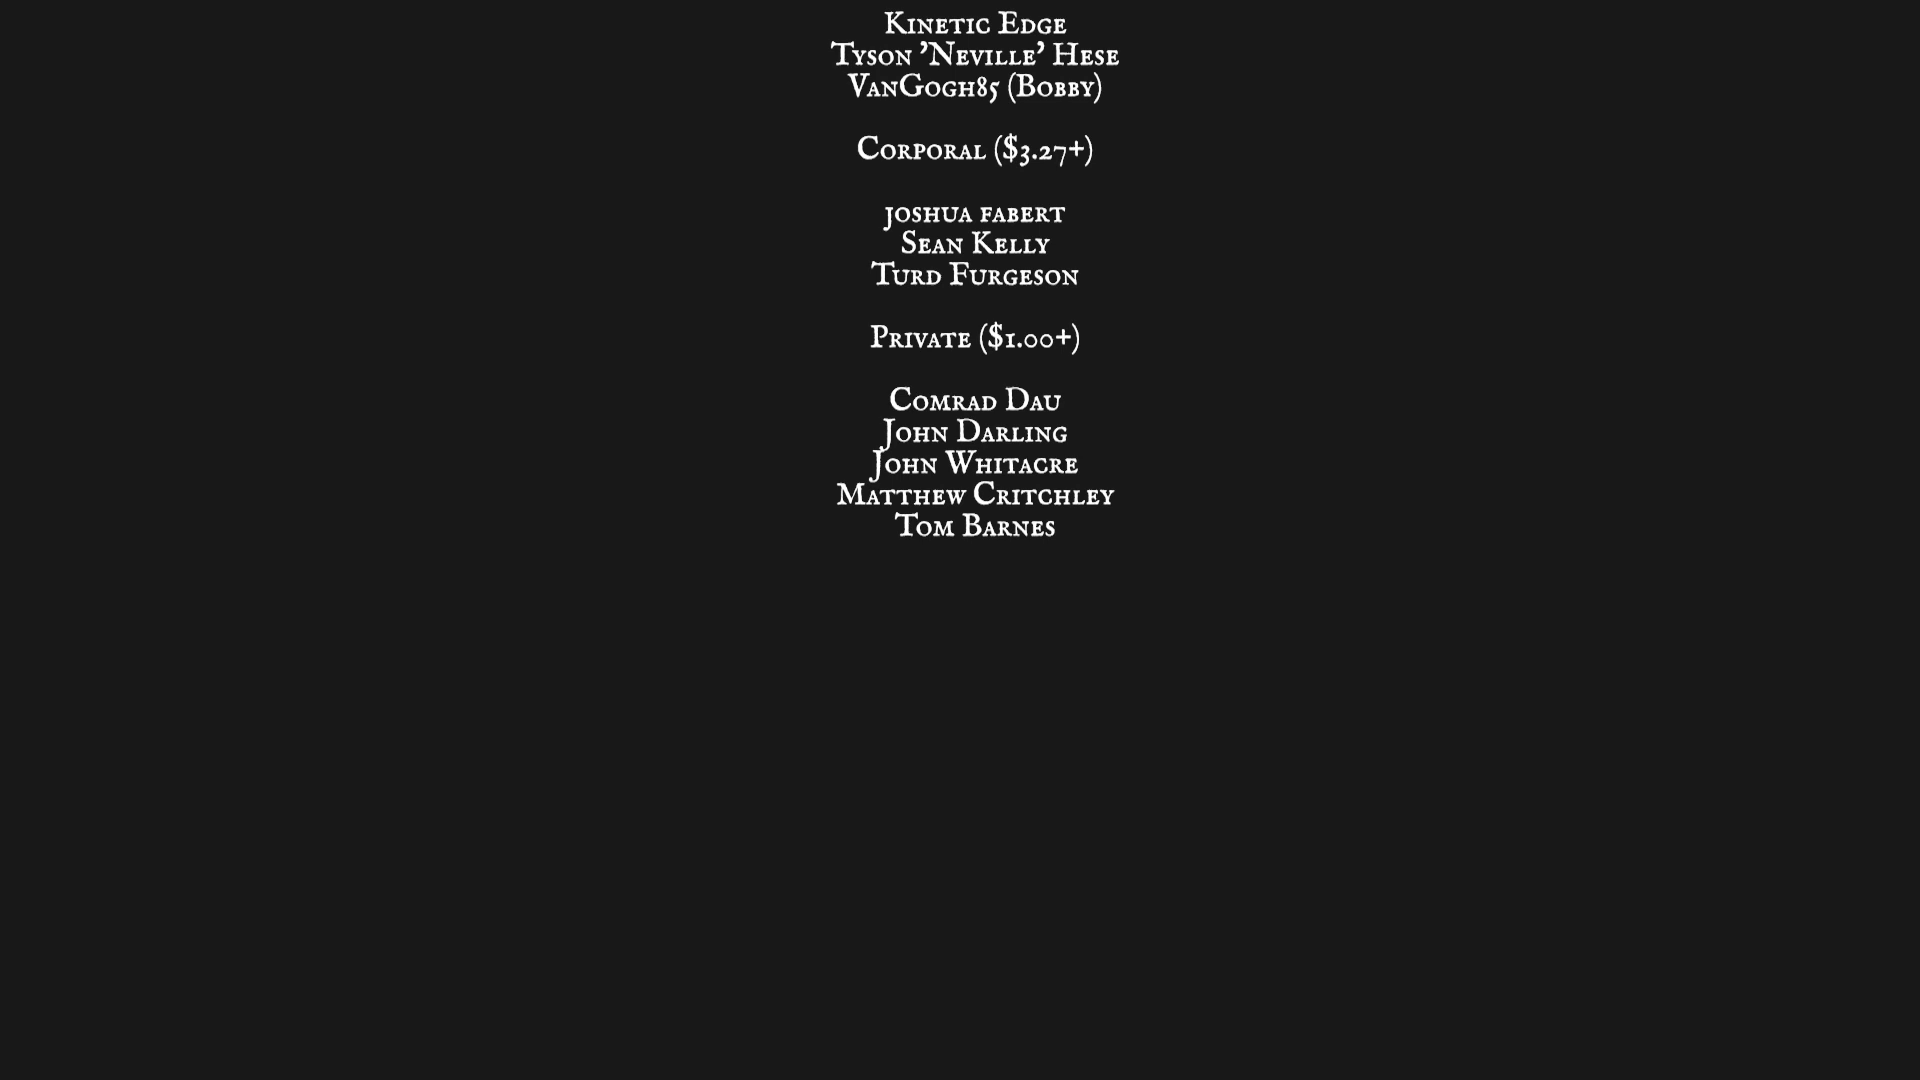 Kinetic Edge
Tyson 'Neville' Hese
VanGogh85 (Bobby)
Corporal ($3.27+)
joshua fabert
Sean Kelly
Turd Furgeson
Private ($1.00+)
Comrad Dau
John Darling
John Whitacre
Matthew Critchley
Tom Barnes